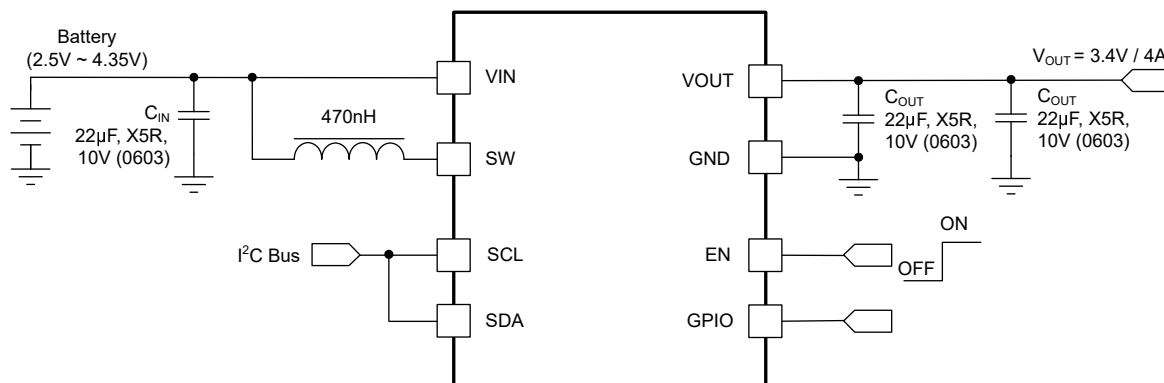 Battery
(2.5V ~ 4.35V)
VIN
VOUT
VOUT = 3.4V / 4A
CIN
22µF, X5R,
10V (0603)
470nH
SW
GND
COUT
22µF, X5R,
10V (0603)
COUT
22µF, X5R,
10V (0603)
I²C Bus
SCL
SDA
EN
OFF
ON
GPIO